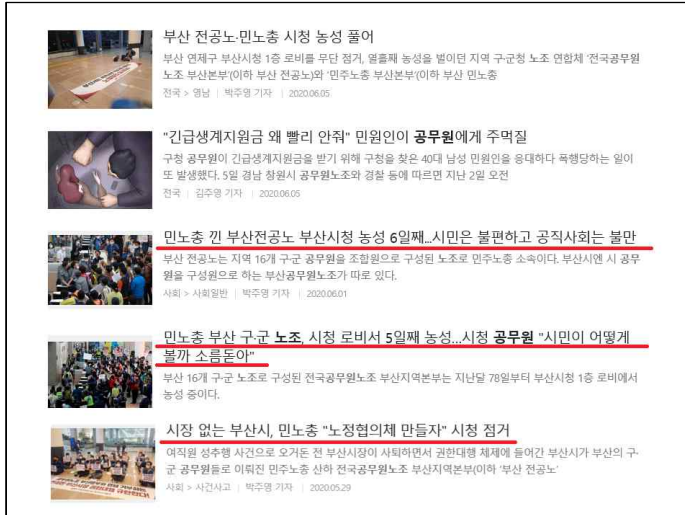 부산 전공노·민노총 시청 농성 풀어
부산 연제구 부산시청 1층 로비를 무단 점거, 열흘째 농성을 벌이던 지역 구·군청 노조 연합체 '전국공무원
노조 부산본부'(이하 부산 전공노)와 '민주노총 부산본부'(이하 부산 민노총
전국 > 영남 | 박주영 기자 | 2020.06.05
"긴급생계지원금 왜 빨리 안줘" 민원인이 공무원에게 주먹질
구청 공무원이 긴급생계지원금을 받기 위해 구청을 찾은 40대 남성 민원인을 응대하다 폭행당하는 일이
또 발생했다. 5일 경남 창원시 공무원노조와 경찰 등에 따르면 지난 2일 오전
전국 | 김주영 기자 | 2020.06.05
민노총 낀 부산전공노 부산시청 농성 6일째...시민은 불편하고 공직사회는 불만
부산 전공노는 지역 16개 구·군 공무원을 조합원으로 구성된 노조로 민주노총 소속이다. 부산시엔 시 공무
원을 구성원으로 하는 부산공무원노조가 따로 있다.
사회 > 사회일반 | 박주영 기자 | 2020.06.01
민노총 부산 구·군 노조, 시청 로비서 5일째 농성...시청 공무원 "시민이 어떻게
볼까 소름돋아"
부산 16개 구·군 노조로 구성된 전국공무원노조 부산지역본부는 지난달 78일부터 부산시청 1층 로비에서
농성 중이다.
시장 없는 부산시, 민노총 "노정협의체 만들자" 시청 점거
여직원 성추행 사건으로 오거돈 전 부산시장이 사퇴하면서 권한대행 체제에 들어간 부산시가 부산의 구·
군 공무원들로 이뤄진 민주노총 산하 전국공무원노조 부산지역본부(이하 '부산 전공노'
사회 > 사건사고 | 박주영 기자 | 2020.05.29